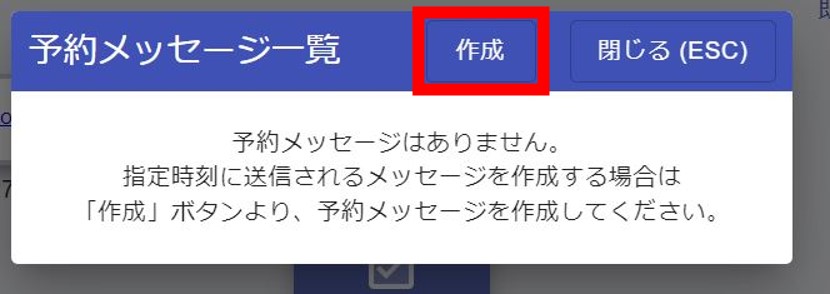 予約メッセージ一覧
作成
閉じる (ESC)
予約メッセージはありません。
指定時刻に送信されるメッセージを作成する場合は
「作成」ボタンより、予約メッセージを作成してください。